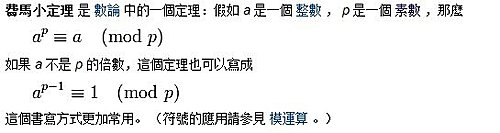 費馬小定理 是 數論 中的一個定理：假如 a 是一個 整數 ，p 是一個 素數 ，那麼
a^p ≡ a (mod p)
如果 a 不是 p 的倍數，這個定理也可以寫成
a^{p−1} ≡ 1 (mod p)
這個書寫方式更加常用。（符號的應用請參見 模運算 。）